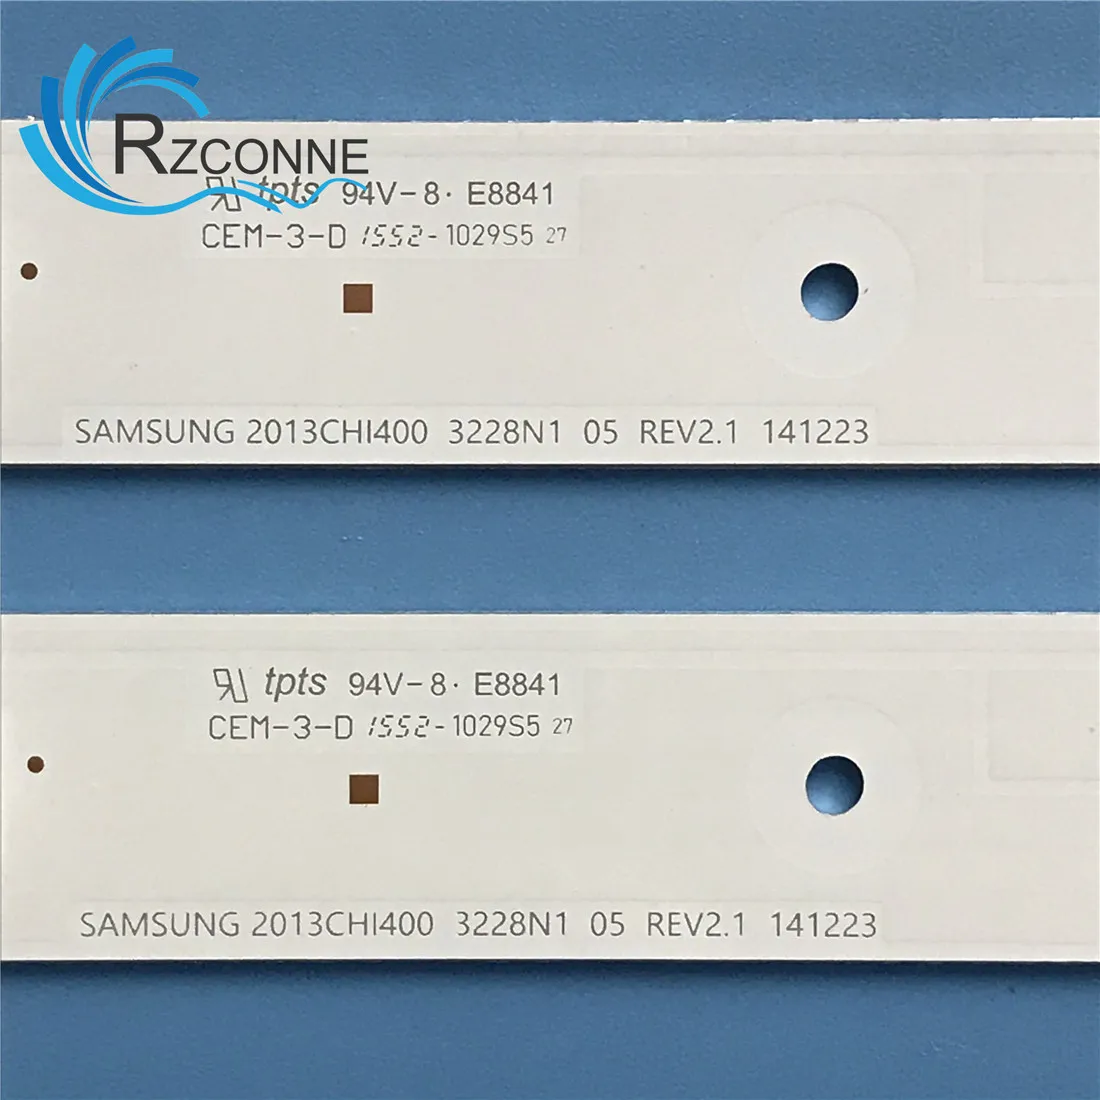 RZCONNE
tpts 94V-8· E8841
CEM-3-D 1552-1029S5 27
SAMSUNG 2013CHI400 3228N1 05 REV2.1 141223
tpts 94V-8· E8841
CEM-3-D 1552-1029S5 27
SAMSUNG 2013CHI400 3228N1 05 REV2.1 141223